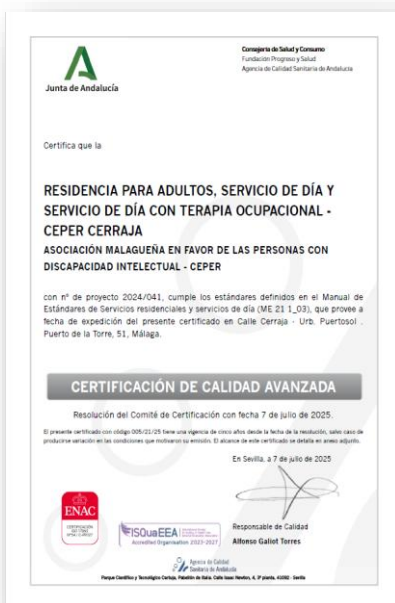 Consejería de Salud y Consumo
Fundación Progreso y Salud
Agencia de Calidad Sanitaria de Andalucía
Junta de Andalucía
Certifica que la
RESIDENCIA PARA ADULTOS, SERVICIO DE DÍA Y
SERVICIO DE DÍA CON TERAPIA OCUPACIONAL -
CEPER CERRAJA
ASOCIACIÓN MALAGUEÑA EN FAVOR DE LAS PERSONAS CON
DISCAPACIDAD INTELECTUAL - CEPER
con nº de proyecto 2024/041, cumple los estándares definidos en el Manual de
Estándares de Servicios residenciales y servicios de día (ME 21 1_03), que provee a
fecha de expedición del presente certificado en Calle Cerraja - Urb. Puertosol .
Puerto de la Torre, 51, Málaga.
CERTIFICACIÓN DE CALIDAD AVANZADA
Resolución del Comité de Certificación con fecha 7 de julio de 2025.
El presente certificado con código 005/21/25 tiene una vigencia de cinco años desde la fecha de la resolución, salvo caso de
producirse variación en las condiciones que motivaron su emisión. El alcance de este certificado se detalla en anexo adjunto.
En Sevilla, a 7 de julio de 2025
ENAC
CERTIFICACIÓN
ISQuaEEA
Accredited Organisation 2023-2027
Responsable de Calidad
Alfonso Galiot Torres
Agencia de Calidad
Sanitaria de Andalucía
Parque Científico y Tecnológico Cartuja, Pabellón de Italia. Calle Isaac Newton, 4, 3ª planta, 41092 - Sevilla